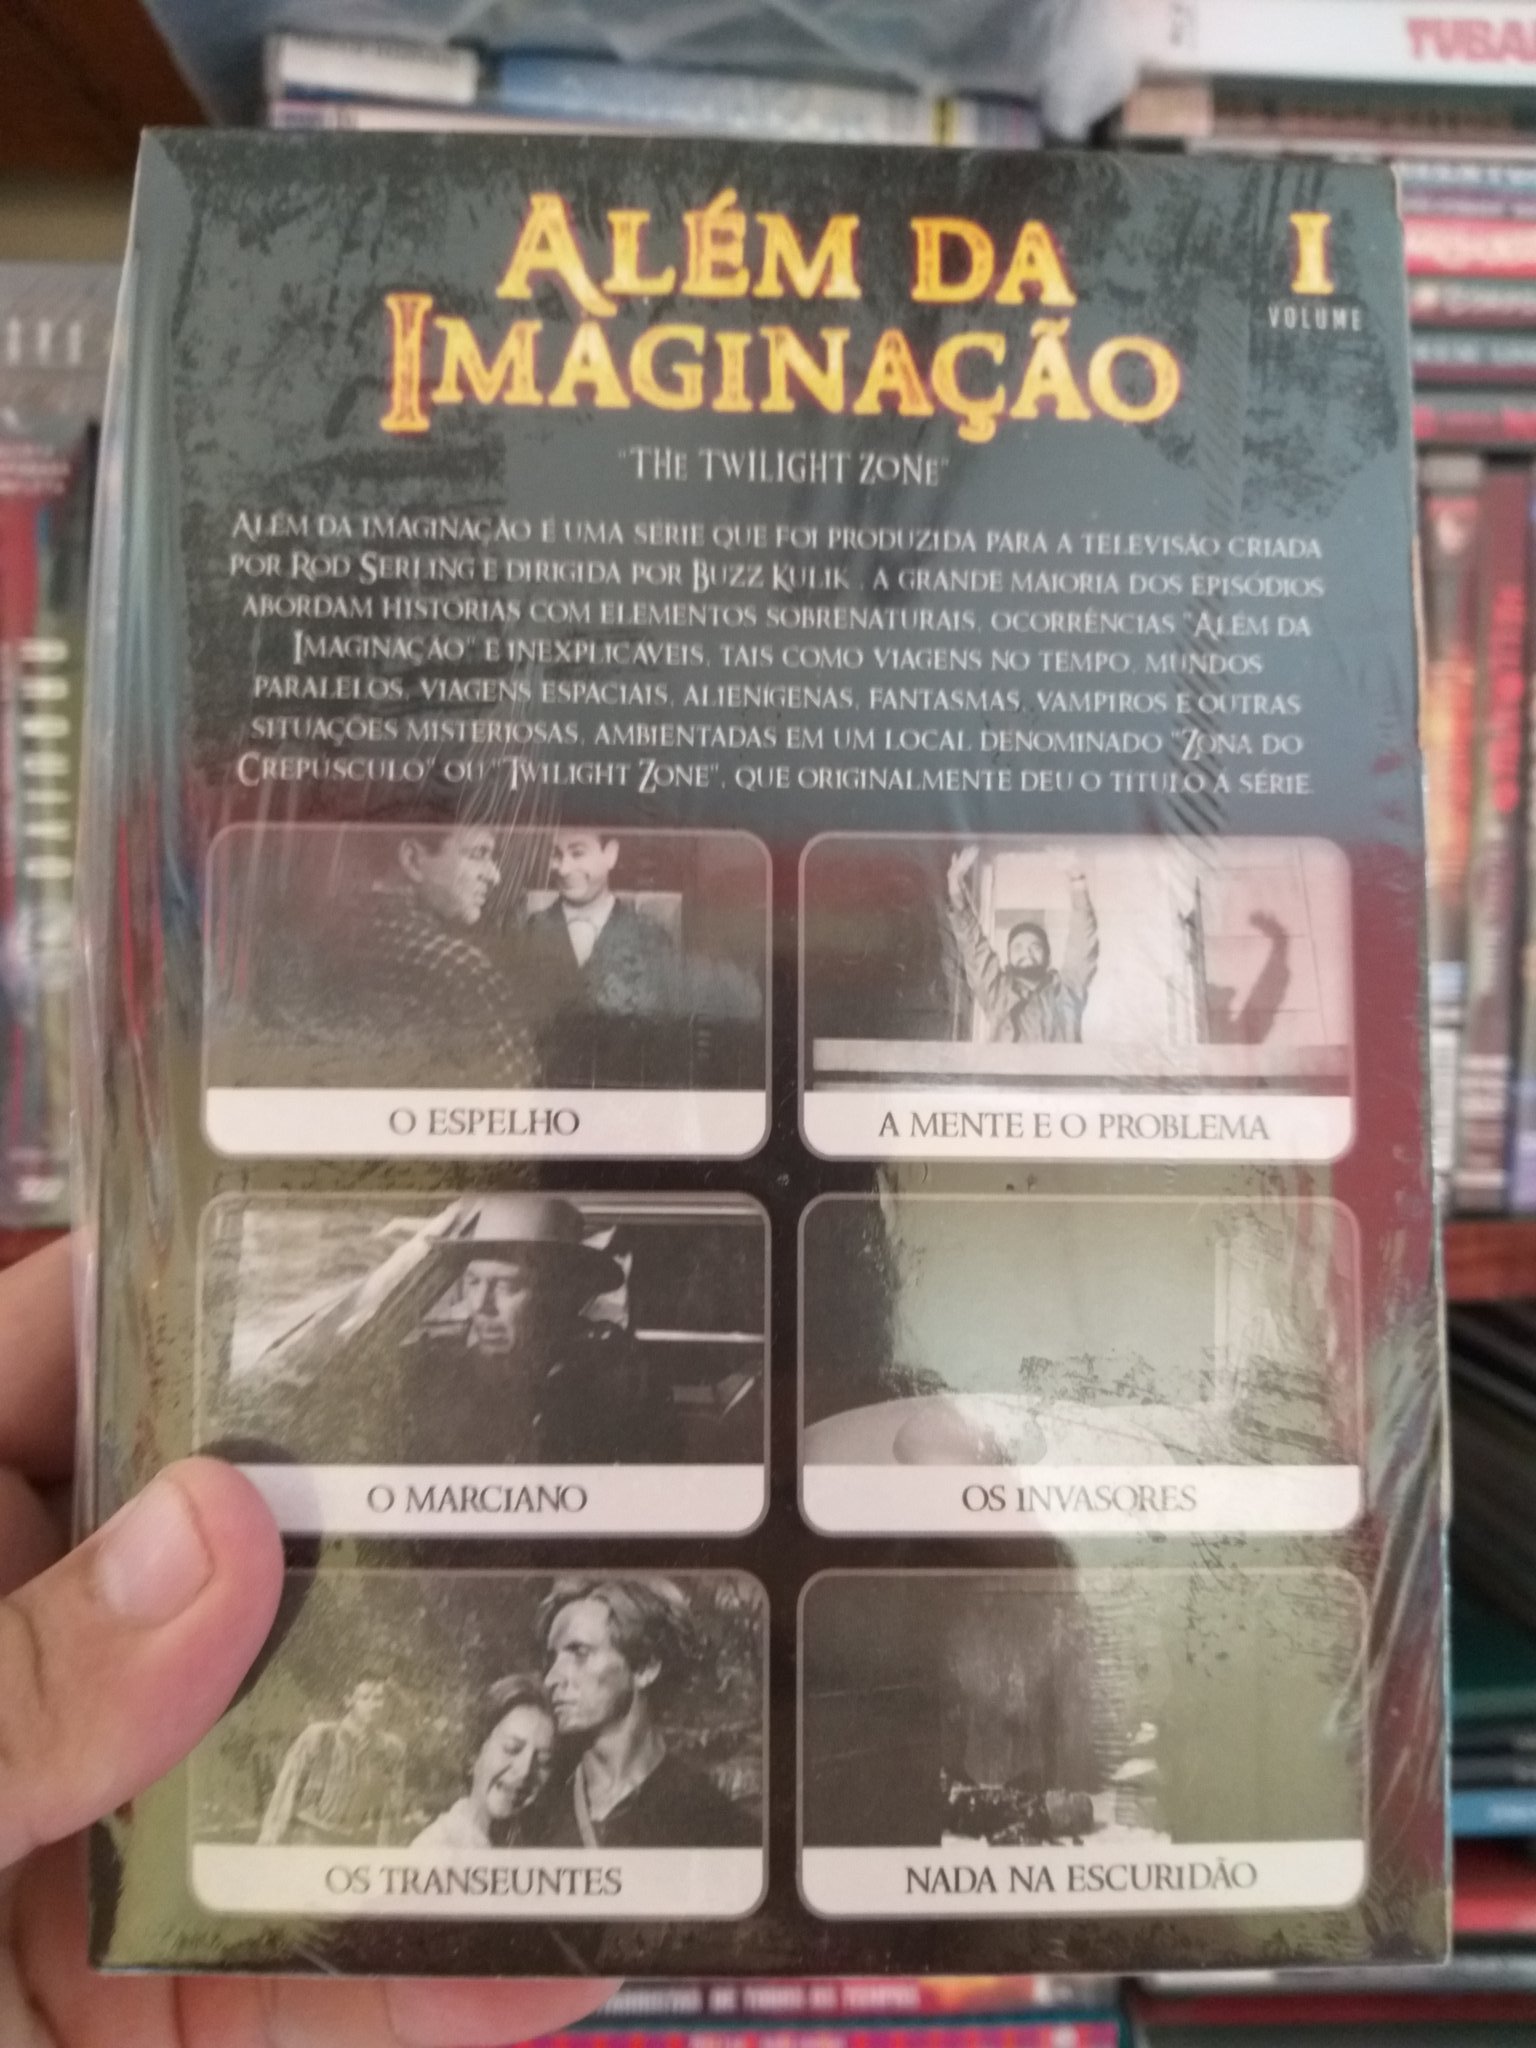 ALÉM DA
IMAGINAÇÃO
I
VOLUME
"THE TWILIGHT ZONE"
ALÉM DA IMAGINAÇÃO É UMA SÉRIE QUE FOI PRODUZIDA PARA A TELEVISÃO CRIADA
POR ROD SERLING E DIRIGIDA POR BUZZ KULIK . A GRANDE MAIORIA DOS EPISÓDIOS
ABORDAM HISTÓRIAS COM ELEMENTOS SOBRENATURAIS, OCORRÊNCIAS "ALÉM DA
IMAGINAÇÃO" E INEXPLICÁVEIS, TAIS COMO VIAGENS NO TEMPO, MUNDOS
PARALELOS, VIAGENS ESPACIAIS, ALIENÍGENAS, FANTASMAS, VAMPIROS E OUTRAS
SITUAÇÕES MISTERIOSAS, AMBIENTADAS EM UM LOCAL DENOMINADO "ZONA DO
CREPÚSCULO" OU "TWILIGHT ZONE", QUE ORIGINALMENTE DEU O TÍTULO À SÉRIE.
O ESPELHO
A MENTE E O PROBLEMA
O MARCIANO
OS INVASORES
OS TRANSEUNTES
NADA NA ESCURIDÃO